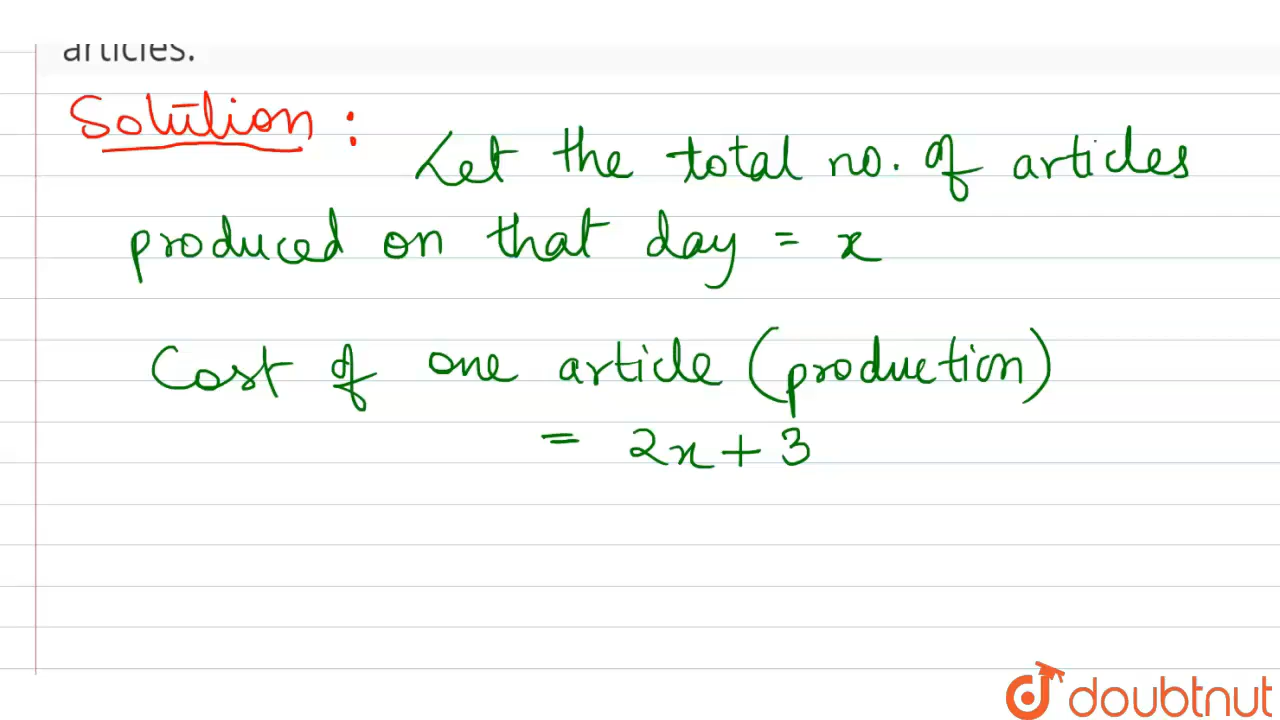 articles.
Solution :
Let the total no. of articles
produced on that day = x
Cost of one article (production)
= 2x + 3
doubtnut